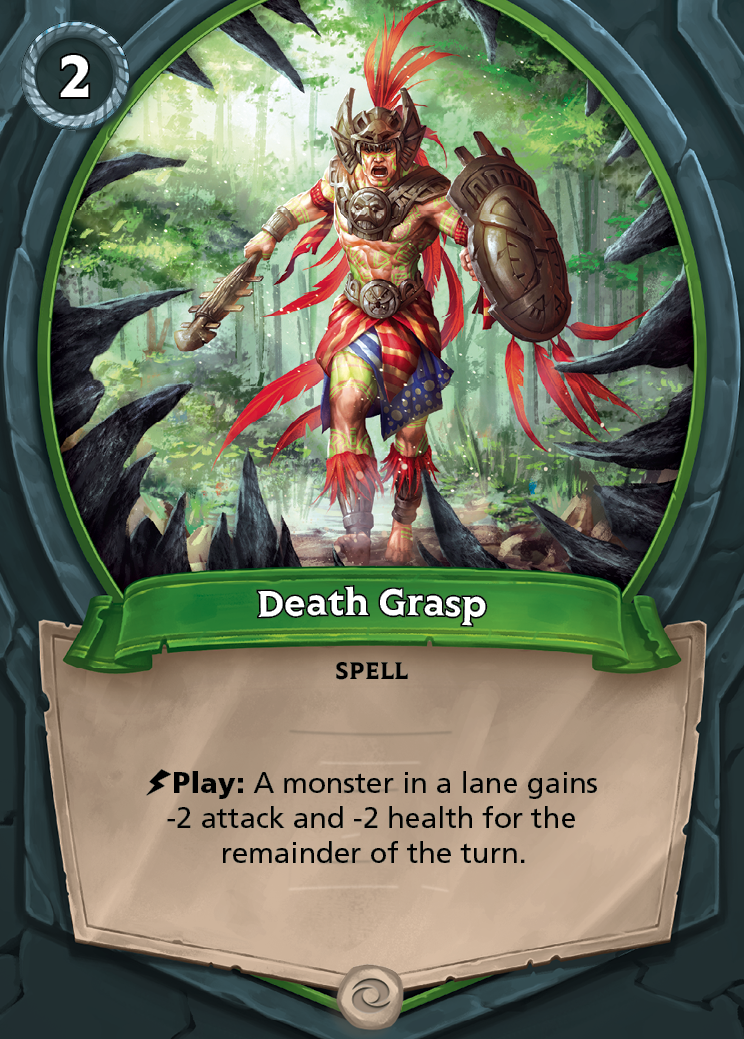 2
Death Grasp
SPELL
Play: A monster in a lane gains
-2 attack and -2 health for the
remainder of the turn.